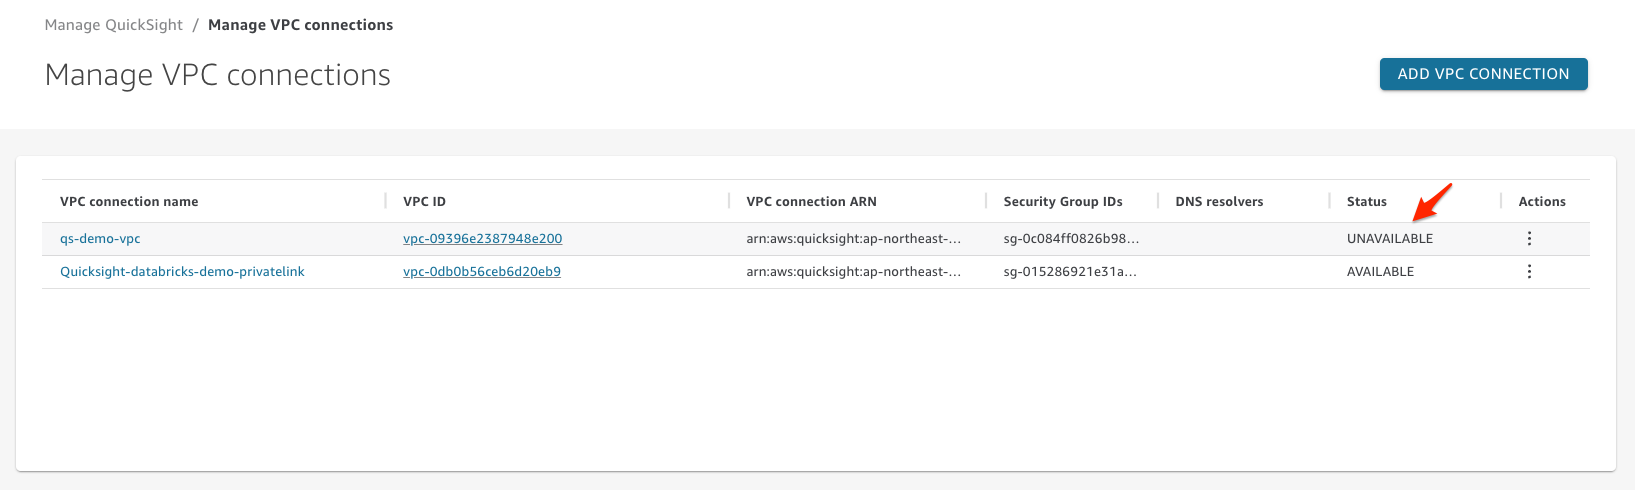 Manage QuickSight / Manage VPC connections
Manage VPC connections
ADD VPC CONNECTION
VPC connection name VPC ID VPC connection ARN Security Group IDs DNS resolvers Status Actions
qs-demo-vpc vpc-09396e2387948e200 arn:aws:quicksight:ap-northeast-... sg-0c084ff0826b98... UNAVAILABLE
Quicksight-databricks-demo-privatelink vpc-0db0b56ceb6d20eb9 arn:aws:quicksight:ap-northeast-... sg-015286921e31a... AVAILABLE